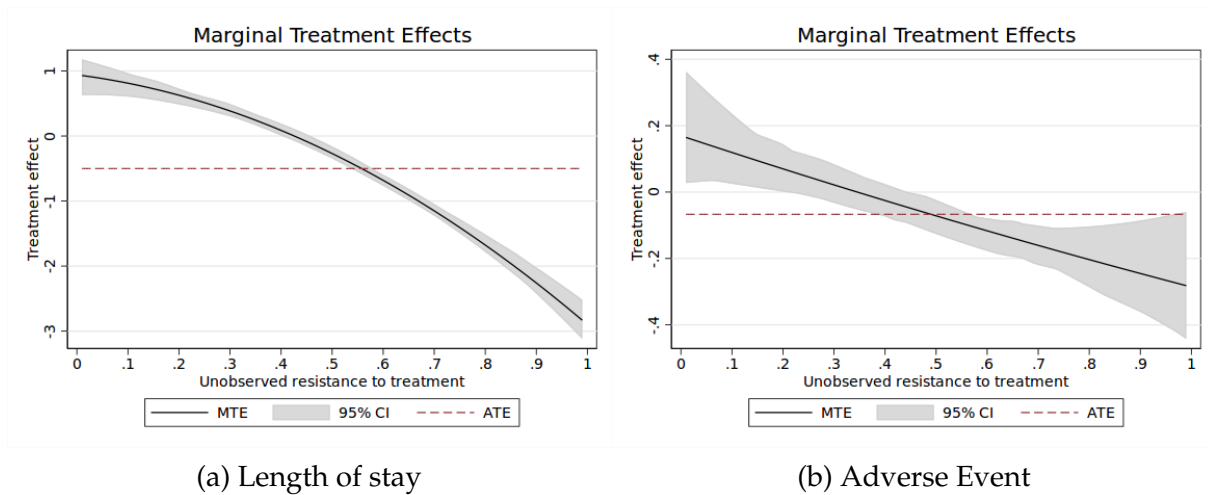 Marginal Treatment Effects
Treatment effect
1
0
-1
-2
-3
0 .1 .2 .3 .4 .5 .6 .7 .8 .9 1
Unobserved resistance to treatment
MTE 95% CI ATE
(a) Length of stay
Marginal Treatment Effects
Treatment effect
.4
.2
0
-.2
-.4
0 .1 .2 .3 .4 .5 .6 .7 .8 .9 1
Unobserved resistance to treatment
MTE 95% CI ATE
(b) Adverse Event